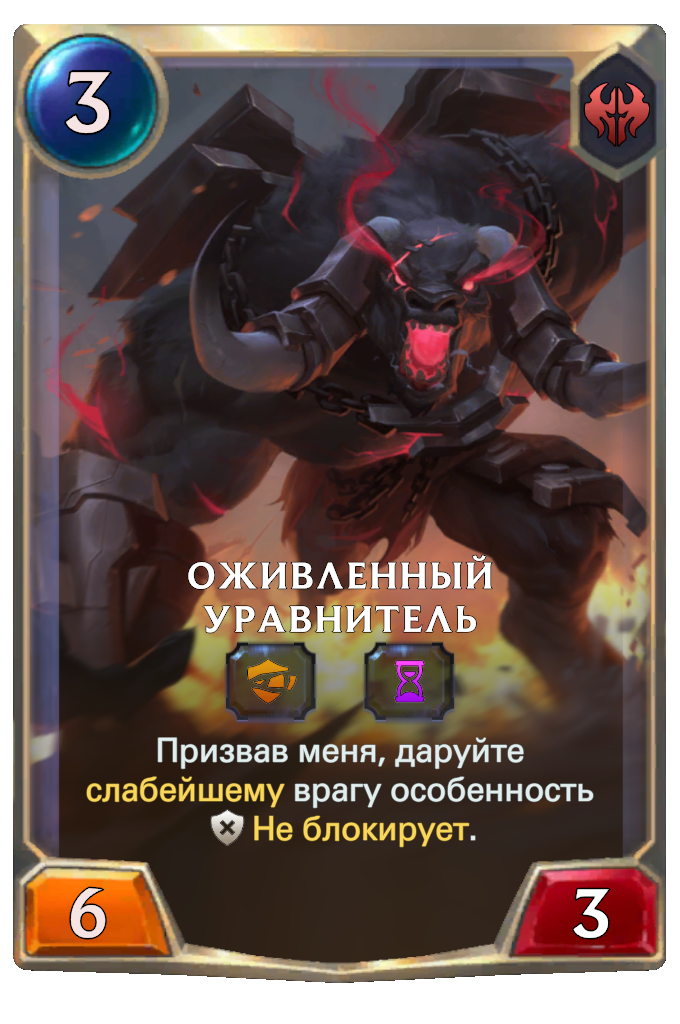 3
ОЖИВЛЕННЫЙ
УРАВНИТЕЛЬ
Призвав меня, даруйте
слабейшему врагу особенность
Не блокирует.
6
3